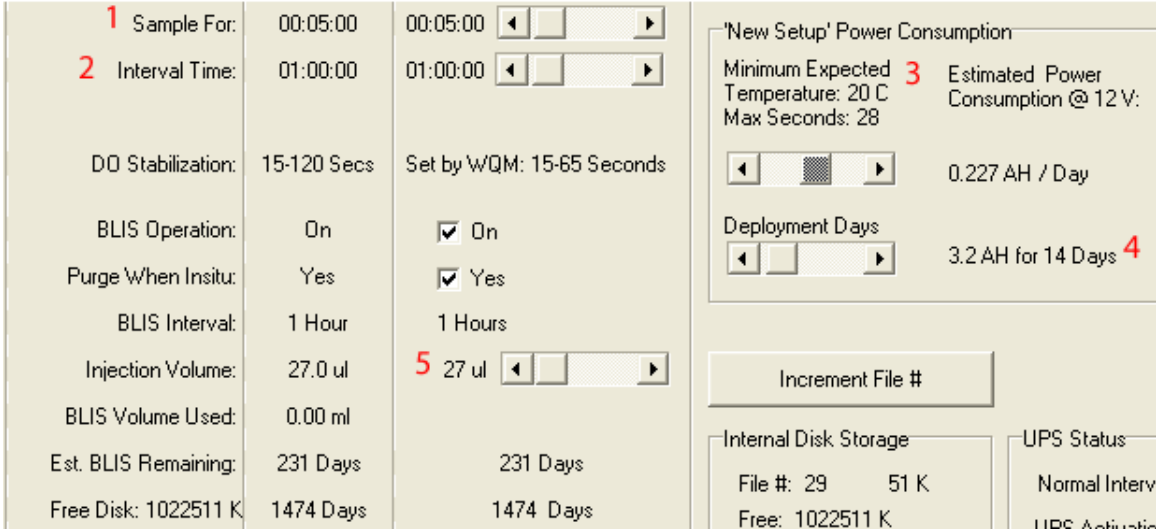 1 Sample For: 00:05:00 00:05:00
2 Interval Time: 01:00:00 01:00:00
DO Stabilization: 15-120 Secs Set by WQM: 15-65 Seconds
BLIS Operation: On On
Purge When Insitu: Yes Yes
BLIS Interval: 1 Hour 1 Hours
Injection Volume: 27.0 ul 5 27 ul
BLIS Volume Used: 0.00 ml
Est. BLIS Remaining: 231 Days 231 Days
Free Disk: 1022511 K 1474 Days 1474 Days
'New Setup' Power Consumption
Minimum Expected 3
Temperature: 20 C
Max Seconds: 28
Estimated Power
Consumption @ 12 V:
0.227 AH / Day
Deployment Days
3.2 AH for 14 Days 4
Increment File #
Internal Disk Storage
File #: 29 51 K
Free: 1022511 K
UPS Status
Normal Interv
UPS Activatio